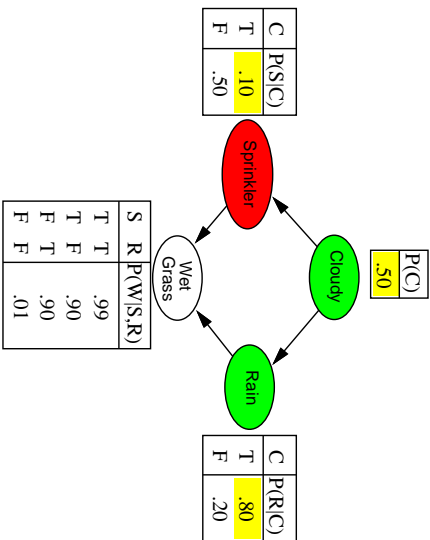 P(C)
.50
Cloudy
C P(S|C)
T .10
F .50
Sprinkler
Rain
C P(R|C)
T .80
F .20
Wet
Grass
S R P(W|S,R)
T T .99
T F .90
F T .90
F F .01